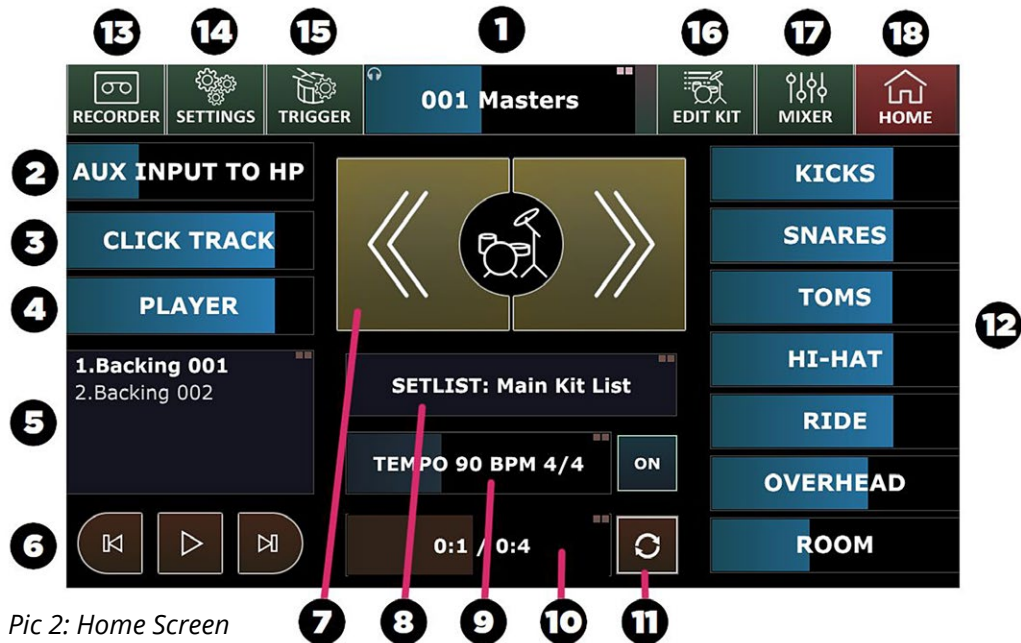 13 14 15 1 16 17 18
RECORDER SETTINGS TRIGGER 001 Masters EDIT KIT MIXER HOME
2 AUX INPUT TO HP KICKS
3 CLICK TRACK SNARES
4 PLAYER TOMS
12
1.Backing 001 HI-HAT
2.Backing 002 SETLIST: Main Kit List
5 RIDE
TEMPO 90 BPM 4/4 ON
OVERHEAD
6 0:1 / 0:4 ROOM
Pic 2: Home Screen 7 8 9 10 11